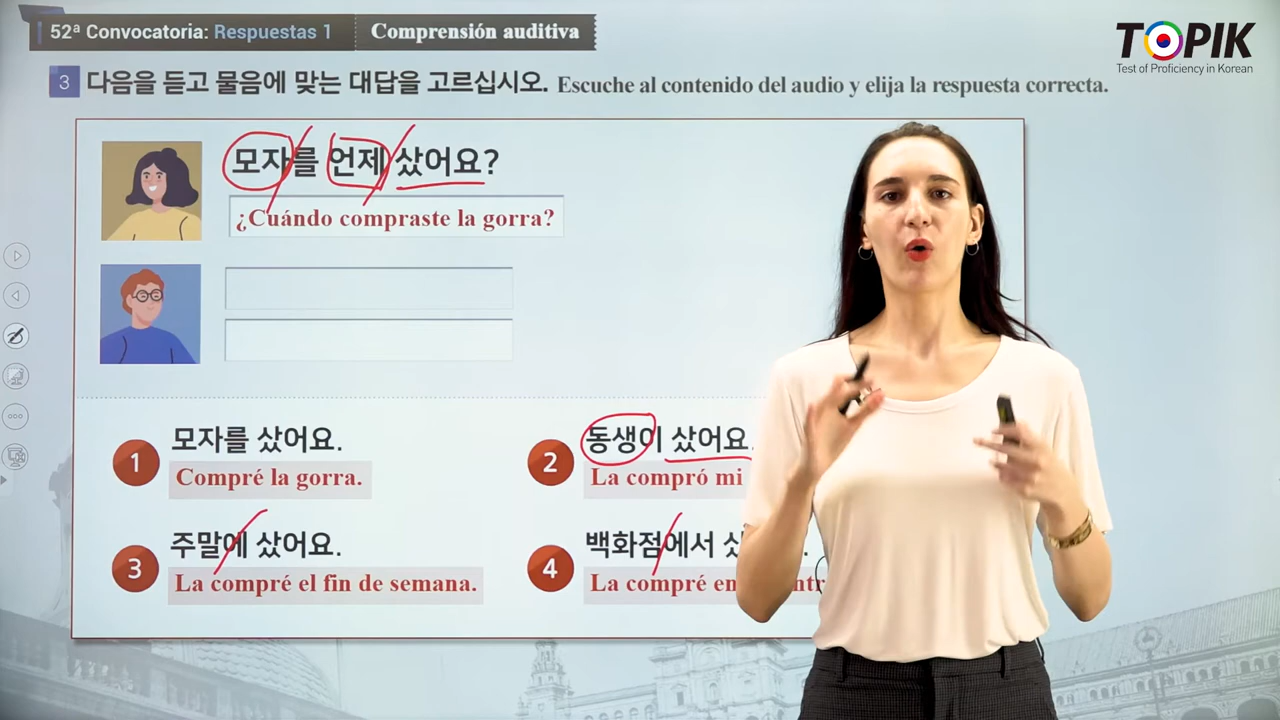 52ª Convocatoria: Respuestas 1 Comprensión auditiva
TOPIK
Test of Proficiency in Korean
3 다음을 듣고 물음에 맞는 대답을 고르십시오. Escuche al contenido del audio y elija la respuesta correcta.
모자를 언제 샀어요?
¿Cuándo compraste la gorra?
1 모자를 샀어요.
Compré la gorra.
2 동생이 샀어요.
La compró mi
3 주말에 샀어요.
La compré el fin de semana.
4 백화점에서
La compré en